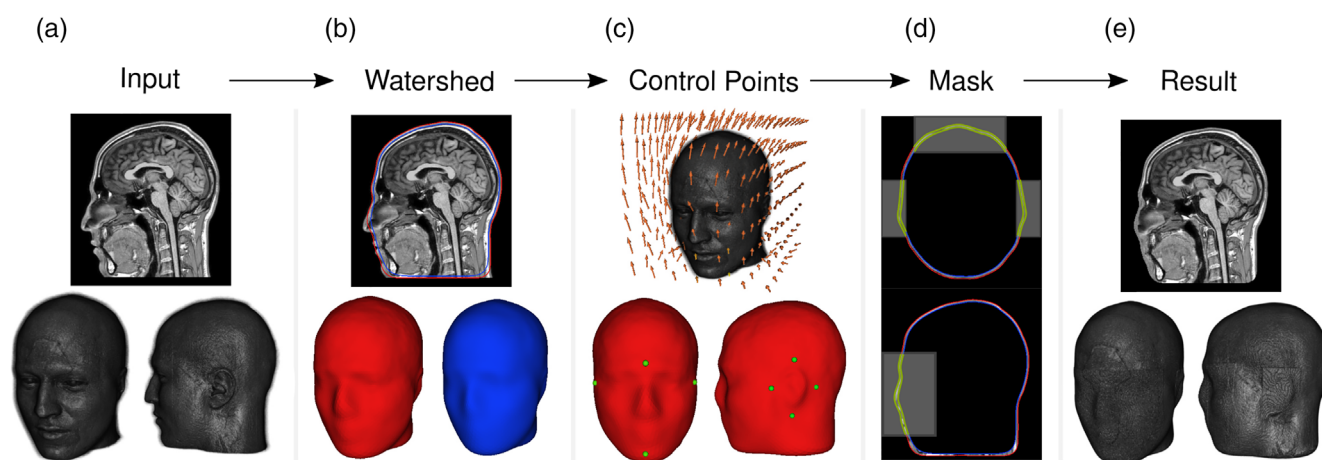 (a)
(b)
(c)
(d)
(e)
Input
Watershed
Control Points
Mask
Result